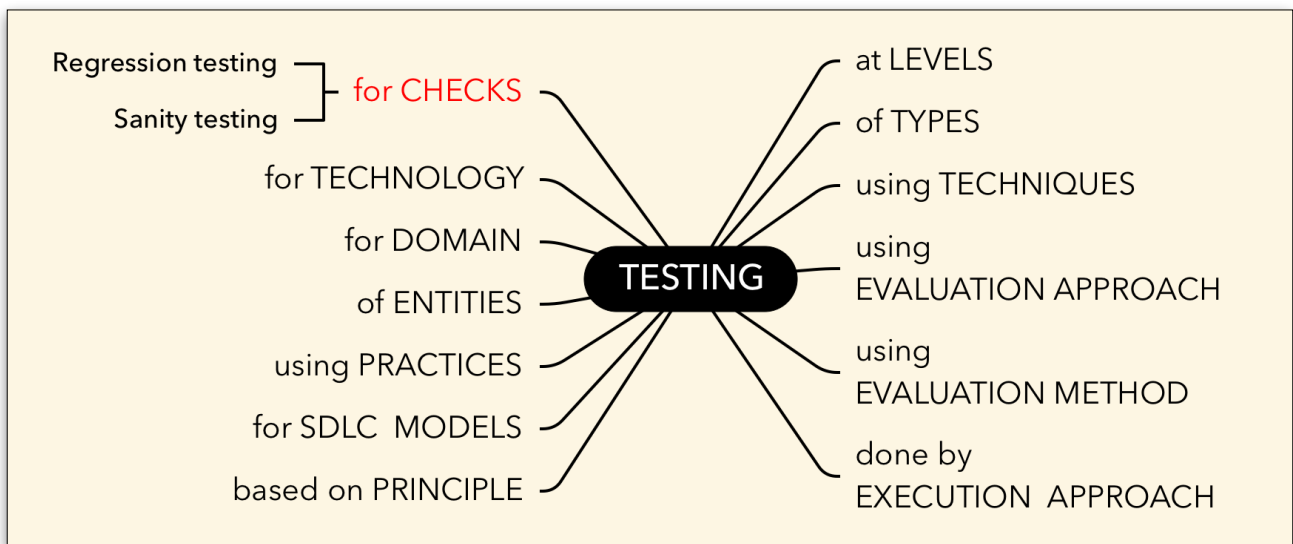 Regression testing
Sanity testing
for CHECKS
for TECHNOLOGY
for DOMAIN
of ENTITIES
using PRACTICES
for SDLC MODELS
based on PRINCIPLE
TESTING
at LEVELS
of TYPES
using TECHNIQUES
using
EVALUATION APPROACH
using
EVALUATION METHOD
done by
EXECUTION APPROACH